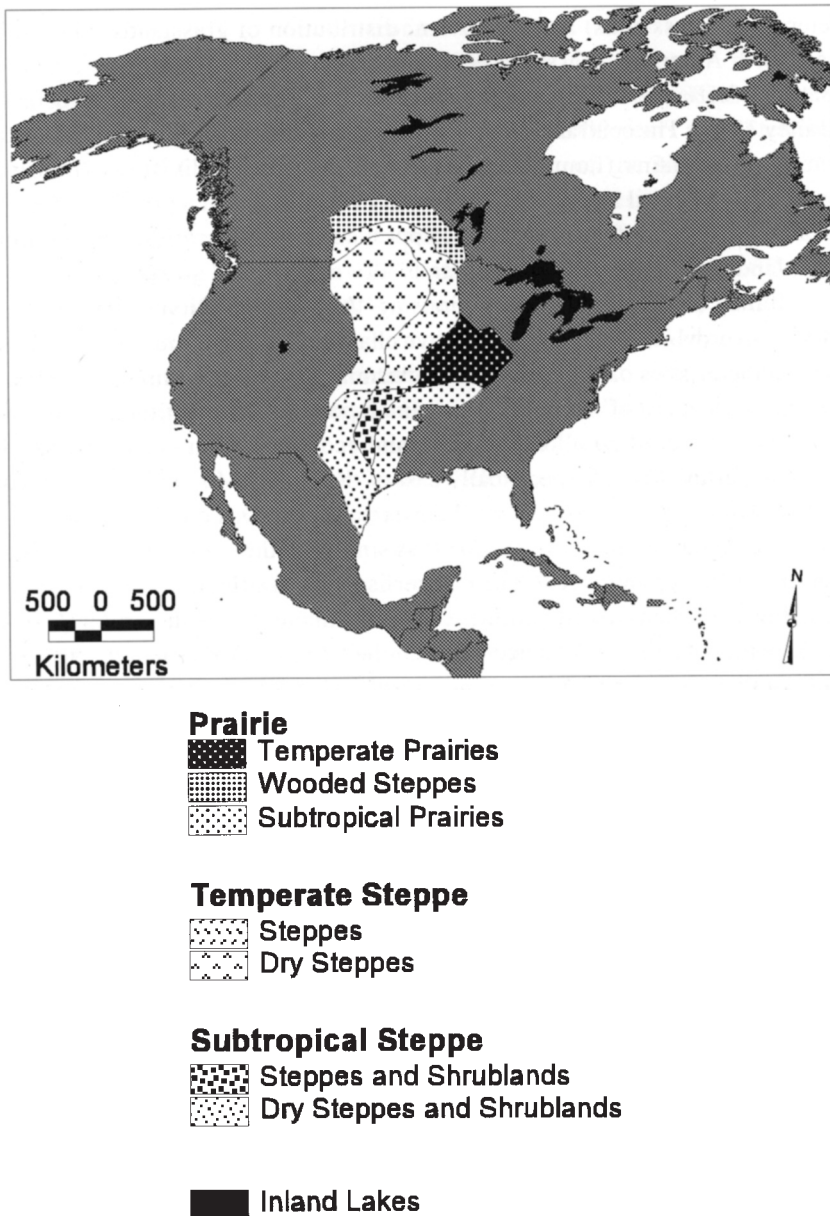 N
500 0 500
Kilometers
Prairie
Temperate Prairies
Wooded Steppes
Subtropical Prairies
Temperate Steppe
Steppes
Dry Steppes
Subtropical Steppe
Steppes and Shrublands
Dry Steppes and Shrublands
Inland Lakes